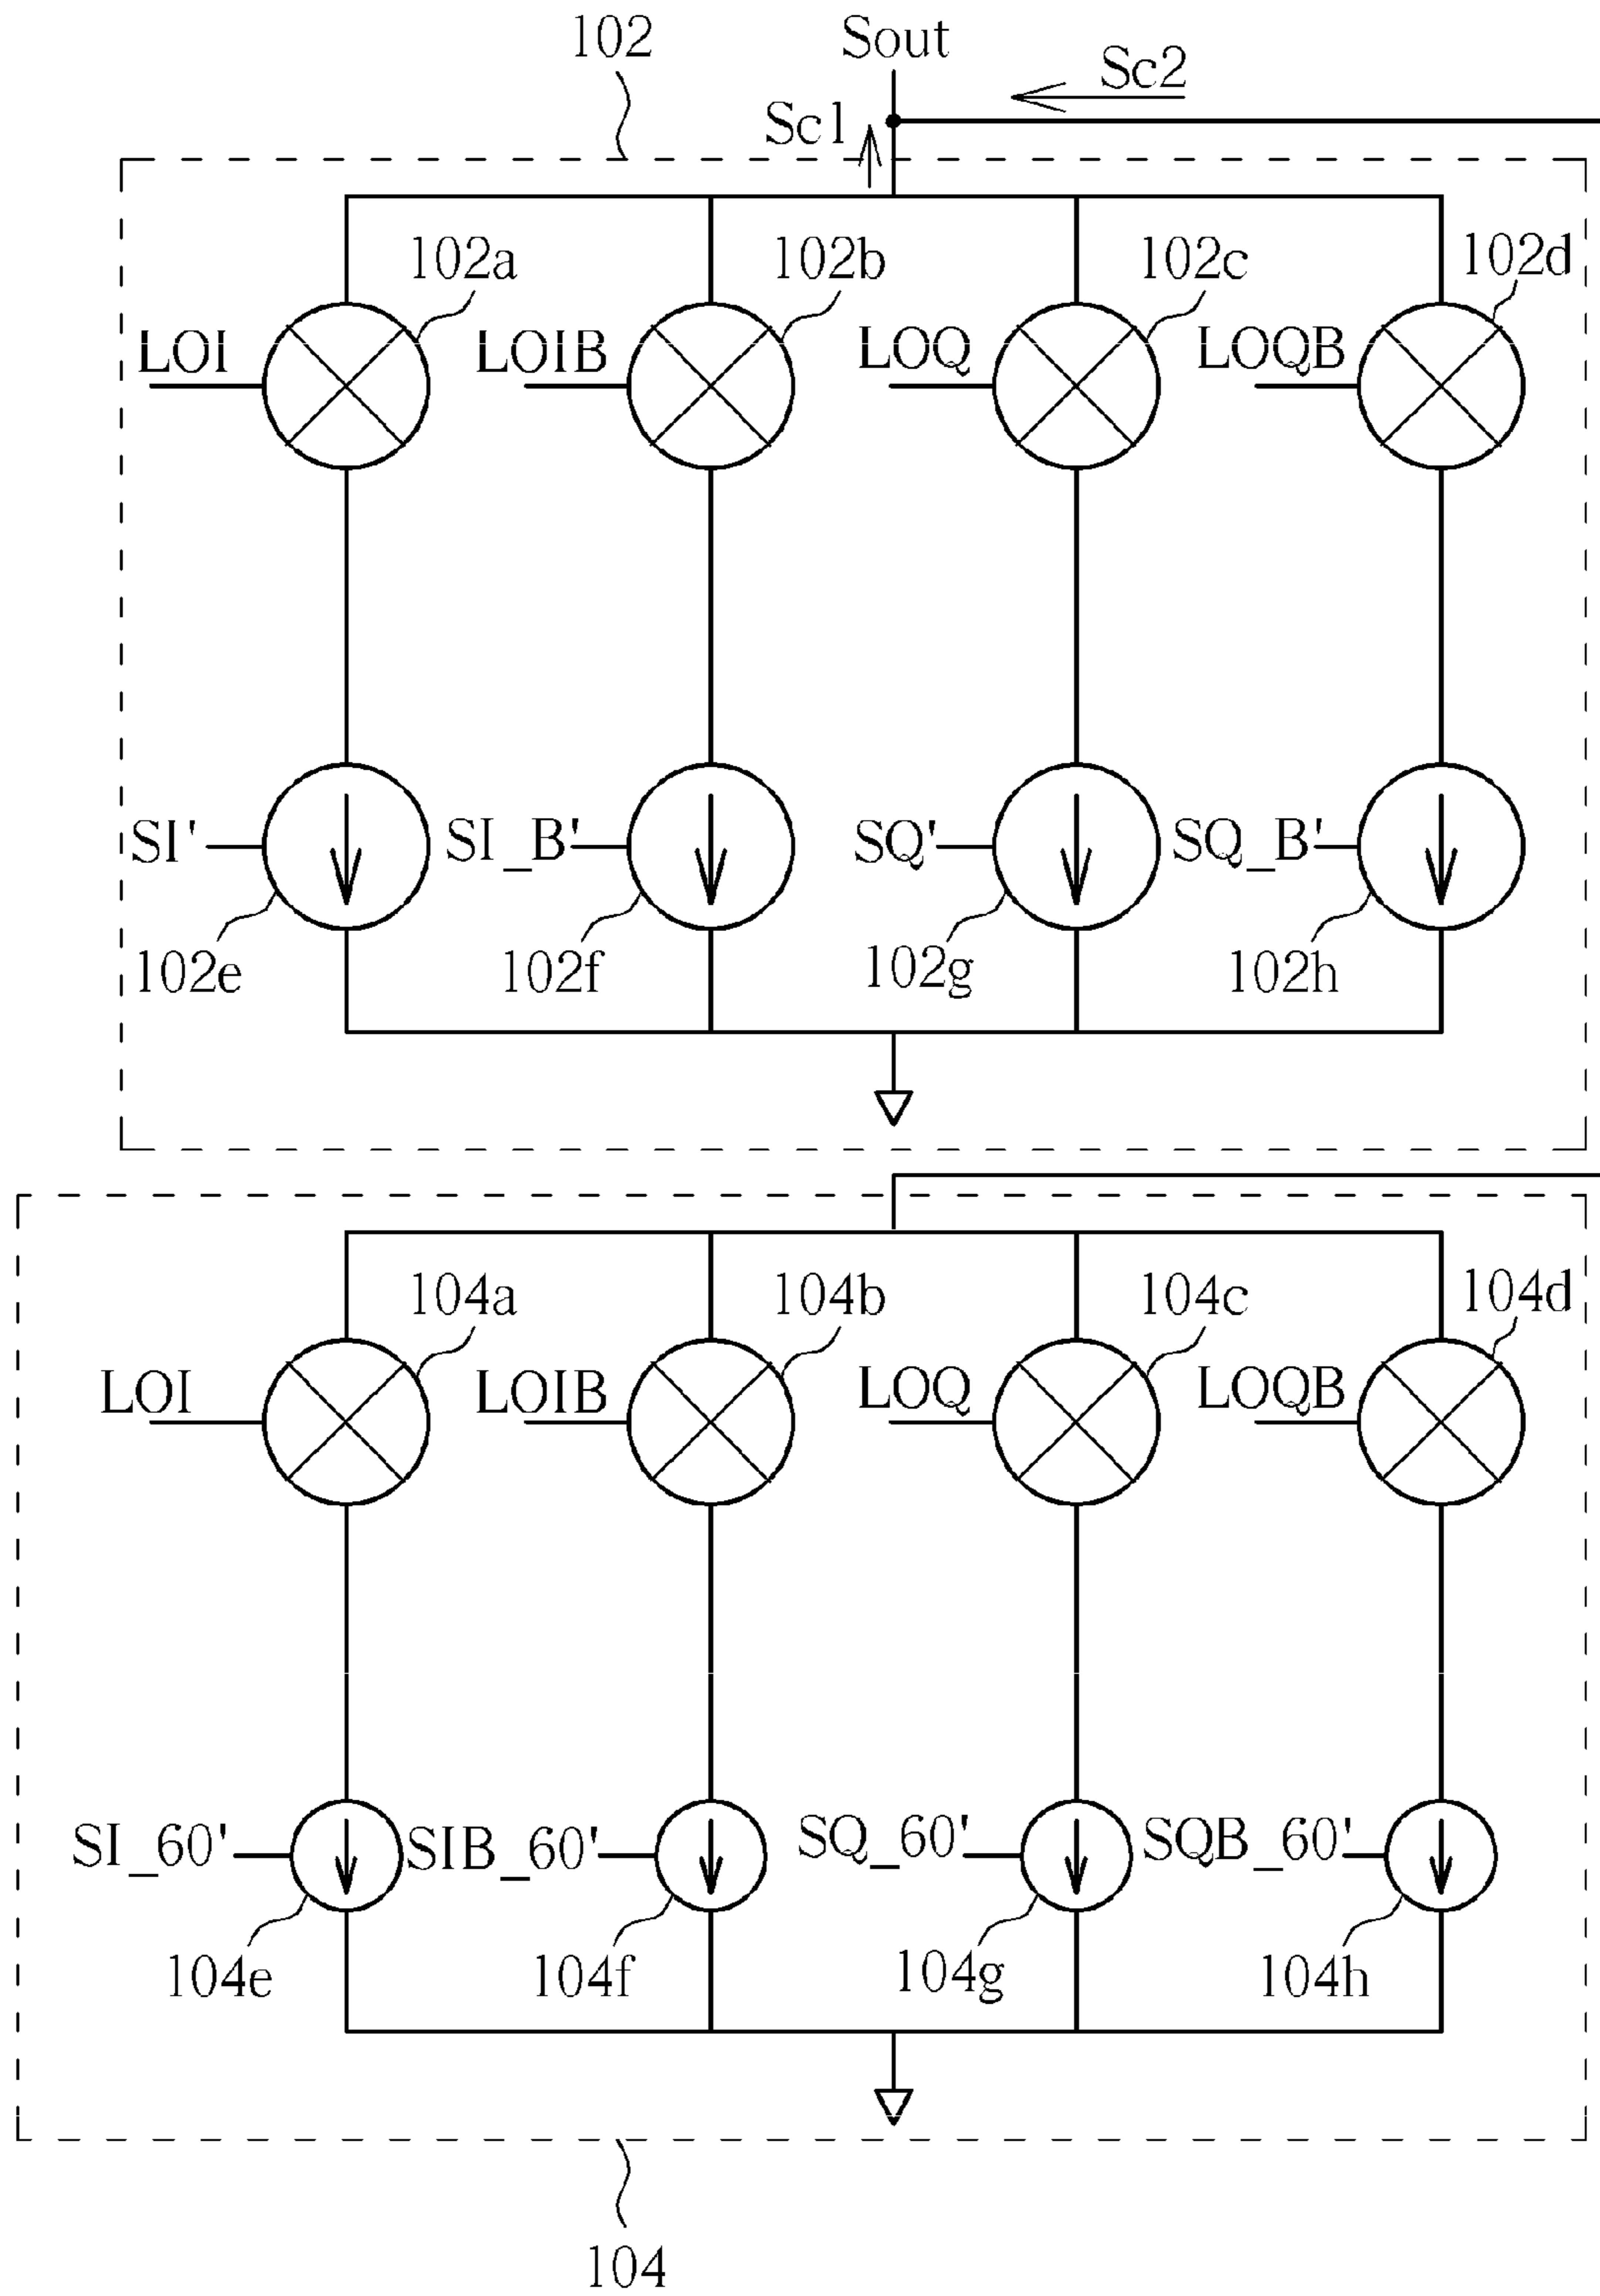 102
Sout
Sc2
Sc1
102a
102b
102c
102d
LOI
LOIB
LOQ
LOQB
SI'
SI_B'
SQ'
SQ_B'
102e
102f
102g
102h
104a
104b
104c
104d
LOI
LOIB
LOQ
LOQB
SI_60'
SIB_60'
SQ_60'
SQB_60'
104e
104f
104g
104h
104